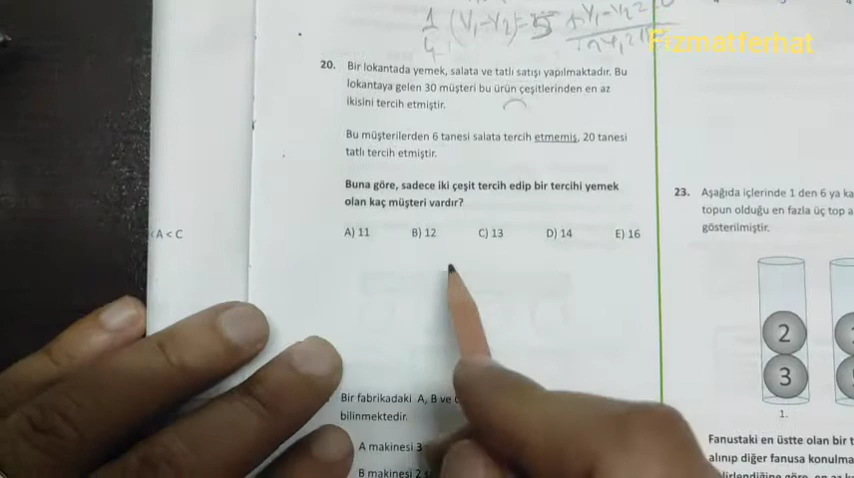 Fizmatferhat
20. Bir lokantada yemek, salata ve tatlı satışı yapılmaktadır. Bu
lokantaya gelen 30 müşteri bu ürün çeşitlerinden en az
ikisini tercih etmiştir.
Bu müşterilerden 6 tanesi salata tercih etmemiş, 20 tanesi
tatlı tercih etmiştir.
Buna göre, sadece iki çeşit tercih edip bir tercihi yemek
olan kaç müşteri vardır?
A) 11 B) 12 C) 13 D) 14 E) 16
A < C
Bir fabrikadaki A, B ve
bilinmektedir.
A makinesi 3
B makinesi 2
23. Aşağıda içlerinde 1 den 6 ya
topun olduğu en fazla üç top
gösterilmiştir.
2
3
1.
Fanustaki en üstte olan bir
alınıp diğer fanusa